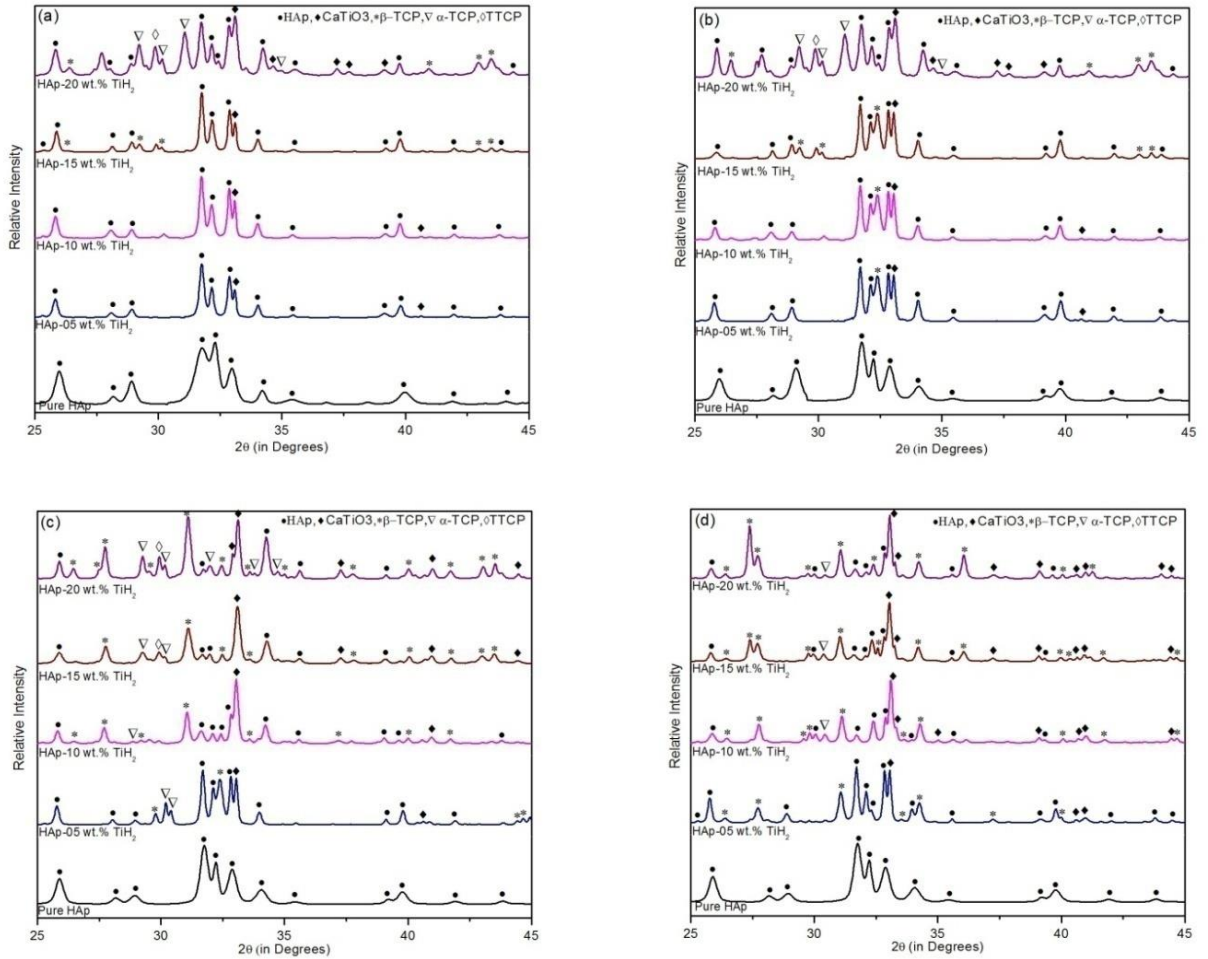 (a) •HAp,♦CaTiO3,*β–TCP,∇ α-TCP,◊TTCP
HAp-20 wt.% TiH2
HAp-15 wt.% TiH2
HAp-10 wt.% TiH2
HAp-05 wt.% TiH2
Pure HAp
Relative Intensity
25 30 35 40 45
2θ (in Degrees)
(b) •HAp,♦CaTiO3,*β–TCP,∇ α-TCP,◊TTCP
HAp-20 wt.% TiH2
HAp-15 wt.% TiH2
HAp-10 wt.% TiH2
HAp-05 wt.% TiH2
Pure HAp
Relative Intensity
25 30 35 40 45
2θ (in Degrees)
(c) •HAp,♦CaTiO3,*β–TCP,∇ α-TCP,◊TTCP
HAp-20 wt.% TiH2
HAp-15 wt.% TiH2
HAp-10 wt.% TiH2
HAp-05 wt.% TiH2
Pure HAp
Relative Intensity
25 30 35 40 45
2θ (in Degrees)
(d) •HAp,♦CaTiO3,*β–TCP,∇ α-TCP,◊TTCP
HAp-20 wt.% TiH2
HAp-15 wt.% TiH2
HAp-10 wt.% TiH2
HAp-05 wt.% TiH2
Pure HAp
Relative Intensity
25 30 35 40 45
2θ (in Degrees)